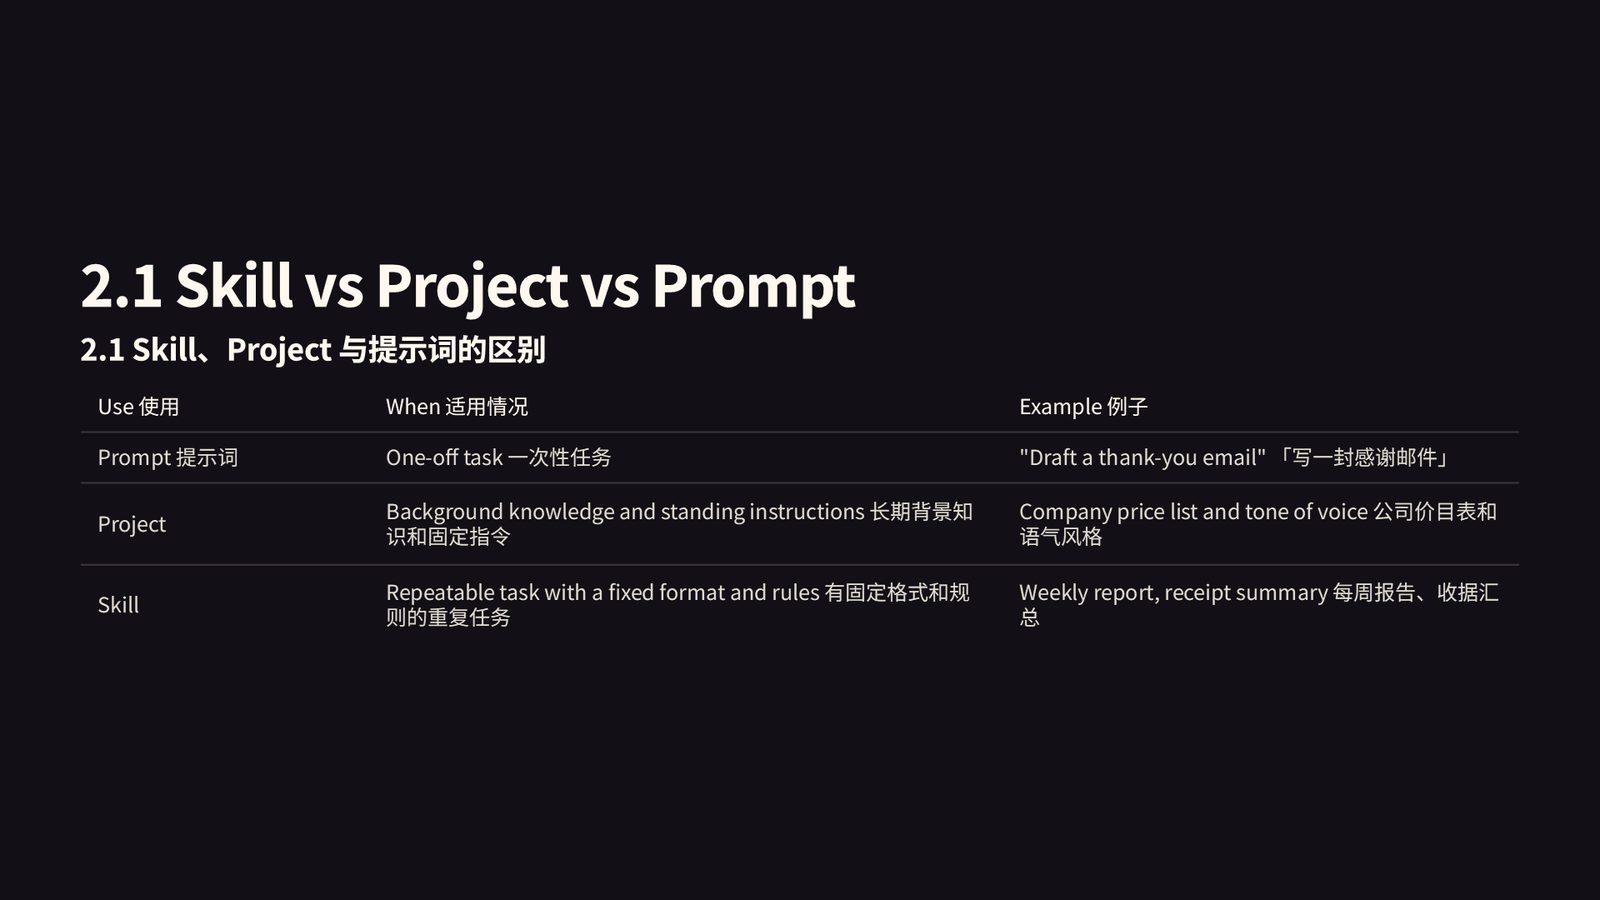 2.1 Skill vs Project vs Prompt
2.1 Skill、Project 与提示词的区别
Use 使用
When 适用情况
Example 例子
Prompt 提示词
One-off task 一次性任务
"Draft a thank-you email" 「写一封感谢邮件」
Project
Background knowledge and standing instructions 长期背景知
识和固定指令
Company price list and tone of voice 公司价目表和
语气风格
Skill
Repeatable task with a fixed format and rules 有固定格式和规
则的重复任务
Weekly report, receipt summary 每周报告、收据汇
总